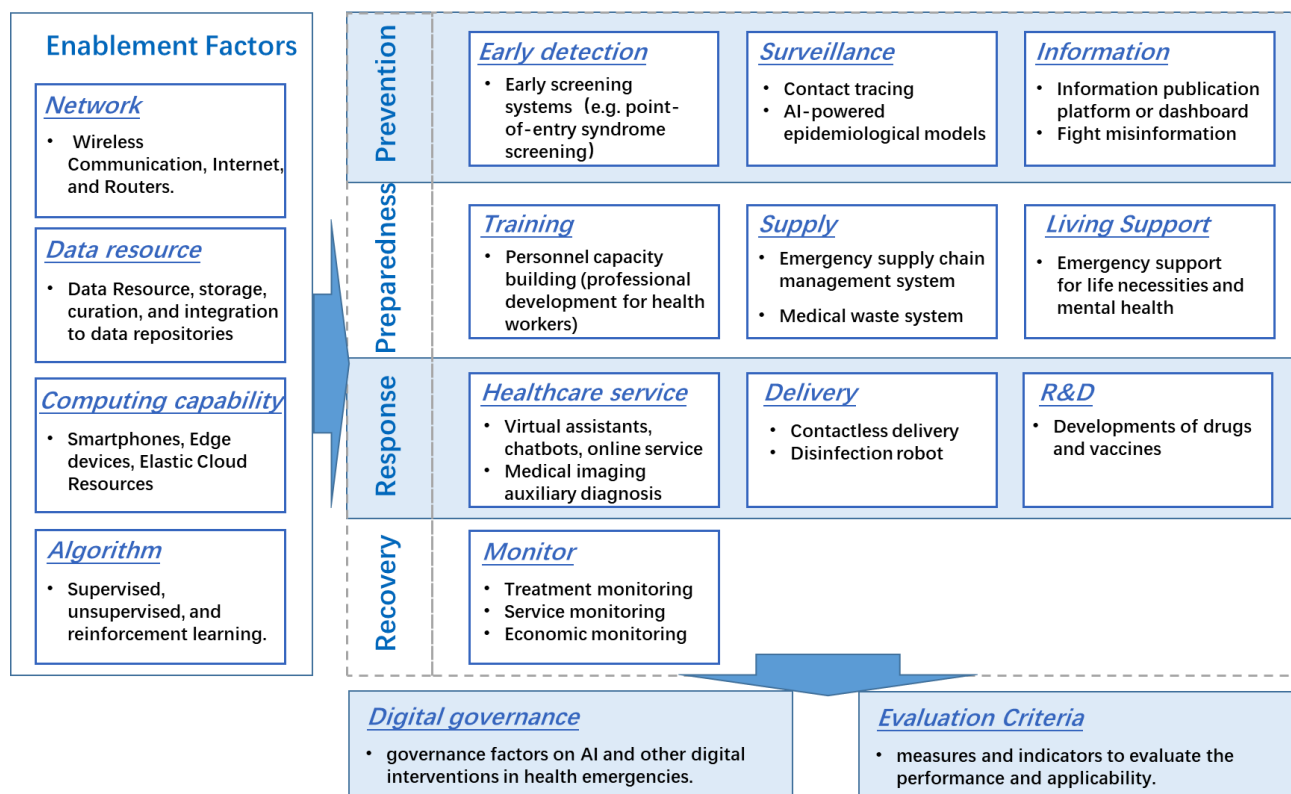 Enablement Factors
Network
• Wireless
Communication, Internet,
and Routers.
Data resource
• Data Resource, storage,
curation, and integration
to data repositories
Computing capability
• Smartphones, Edge
devices, Elastic Cloud
Resources
Algorithm
• Supervised,
unsupervised, and
reinforcement learning.
Prevention
Early detection
• Early screening
systems（e.g. point-
of-entry syndrome
screening）
Surveillance
• Contact tracing
• AI-powered
epidemiological models
Information
• Information publication
platform or dashboard
• Fight misinformation
Preparedness
Training
• Personnel capacity
building (professional
development for health
workers)
Supply
• Emergency supply chain
management system
• Medical waste system
Living Support
• Emergency support
for life necessities and
mental health
Response
Healthcare service
• Virtual assistants,
chatbots, online service
• Medical imaging
auxiliary diagnosis
Delivery
• Contactless delivery
• Disinfection robot
R&D
• Developments of drugs
and vaccines
Recovery
Monitor
• Treatment monitoring
• Service monitoring
• Economic monitoring
Digital governance
• governance factors on AI and other digital
interventions in health emergencies.
Evaluation Criteria
• measures and indicators to evaluate the
performance and applicability.